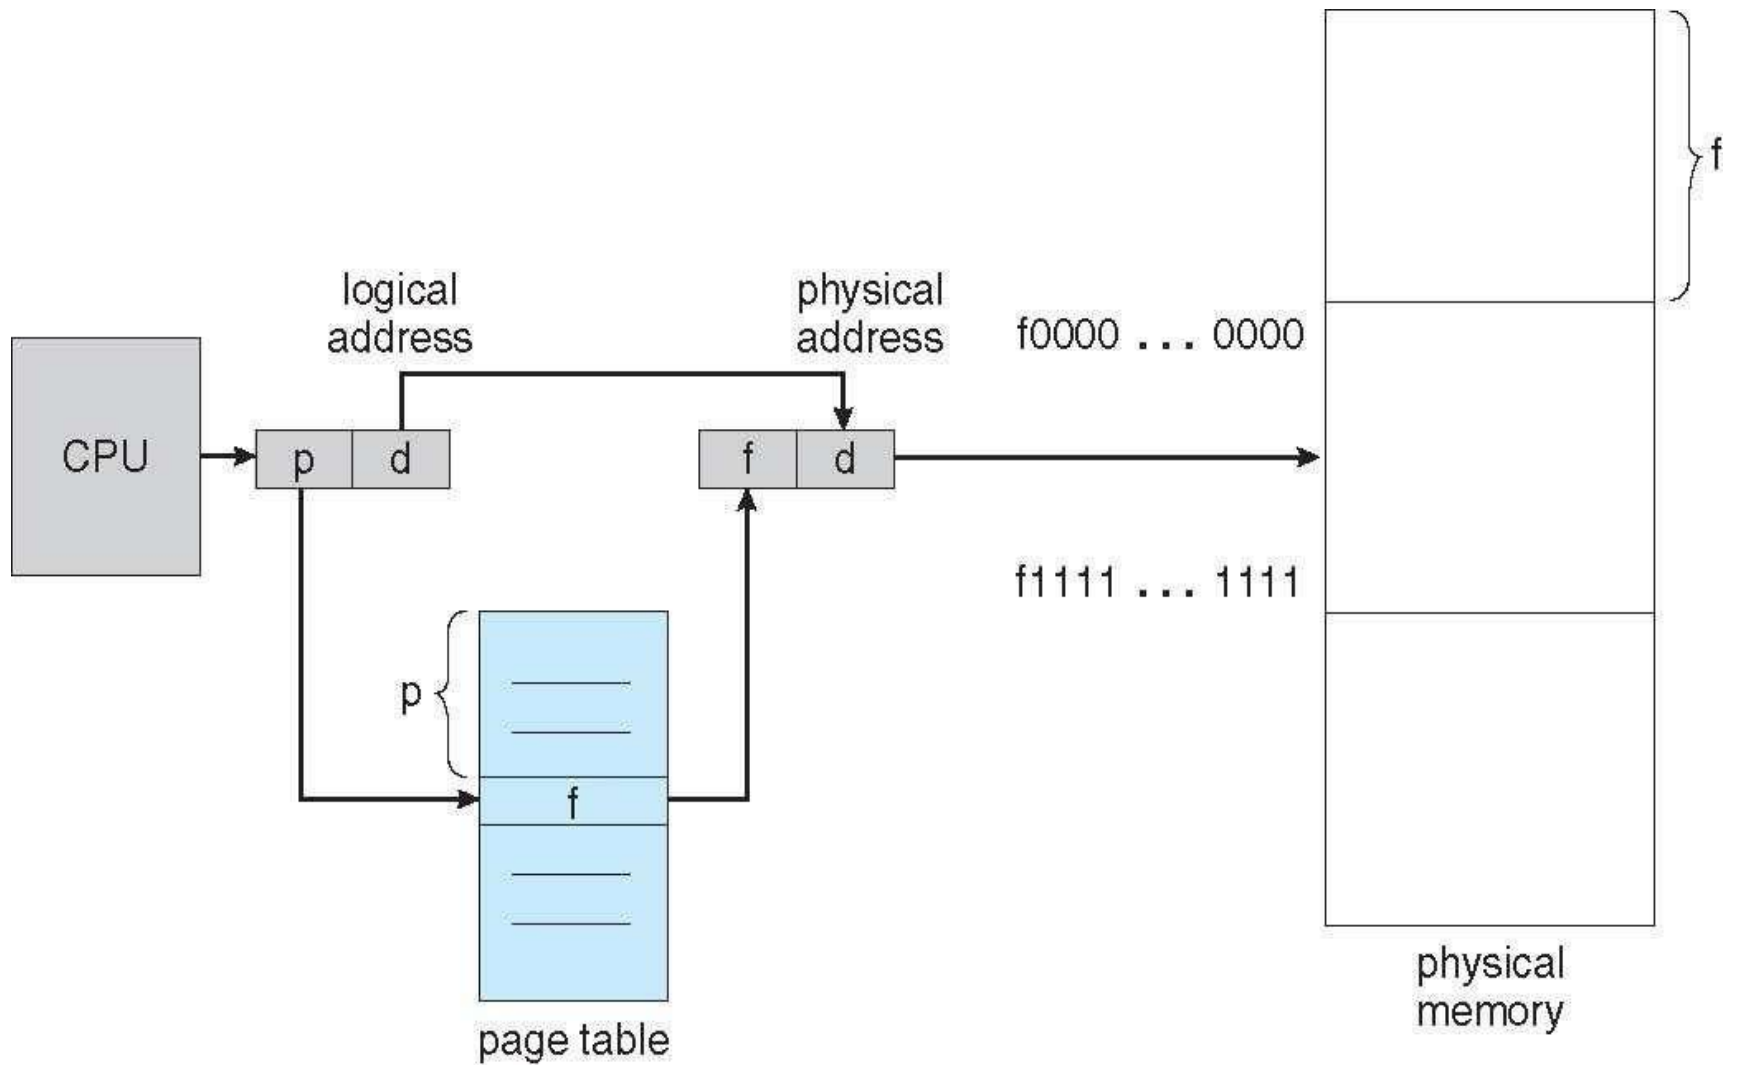 f
logical
address
physical
address
f0000 ... 0000
CPU
p d
f d
f1111 ... 1111
p
f
physical
memory
page table